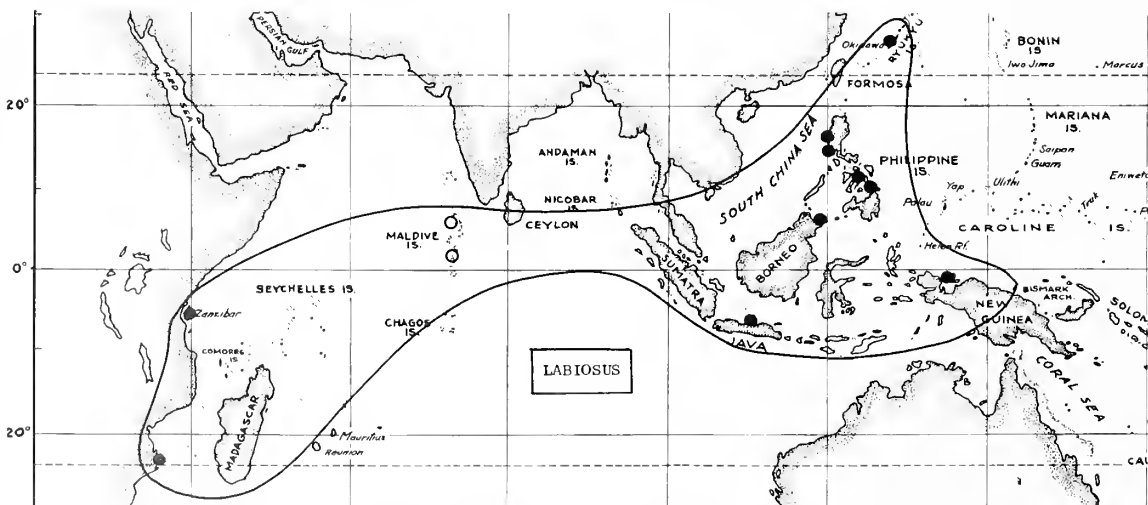 PERSIAN GULF
RED SEA
Okinawa
RYUKYU
IS
BONIN
IS
Iwo Jima
Marcus
FORMOSA
20°
MARIANA
IS.
Saipan
Guam
SOUTH CHINA SEA
ANDAMAN
IS.
PHILIPPINE
IS.
NICOBAR
IS
CEYLON
Yap
Ulithi
Eniwet
Palau
Truk
CAROLINE
IS.
MALDIVE
IS.
Helen Rf.
0°
BORNEO
SUMATRA
SEYCHELLES IS.
CHAGOS
IS
Zanzibar
BISMARK
ARCH.
NEW
GUINEA
SOLO
JAVA
COMORES
IS
LABIOSUS
CORAL SEA
MADAGASCAR
Mauritius
Reunion
20°
CAL